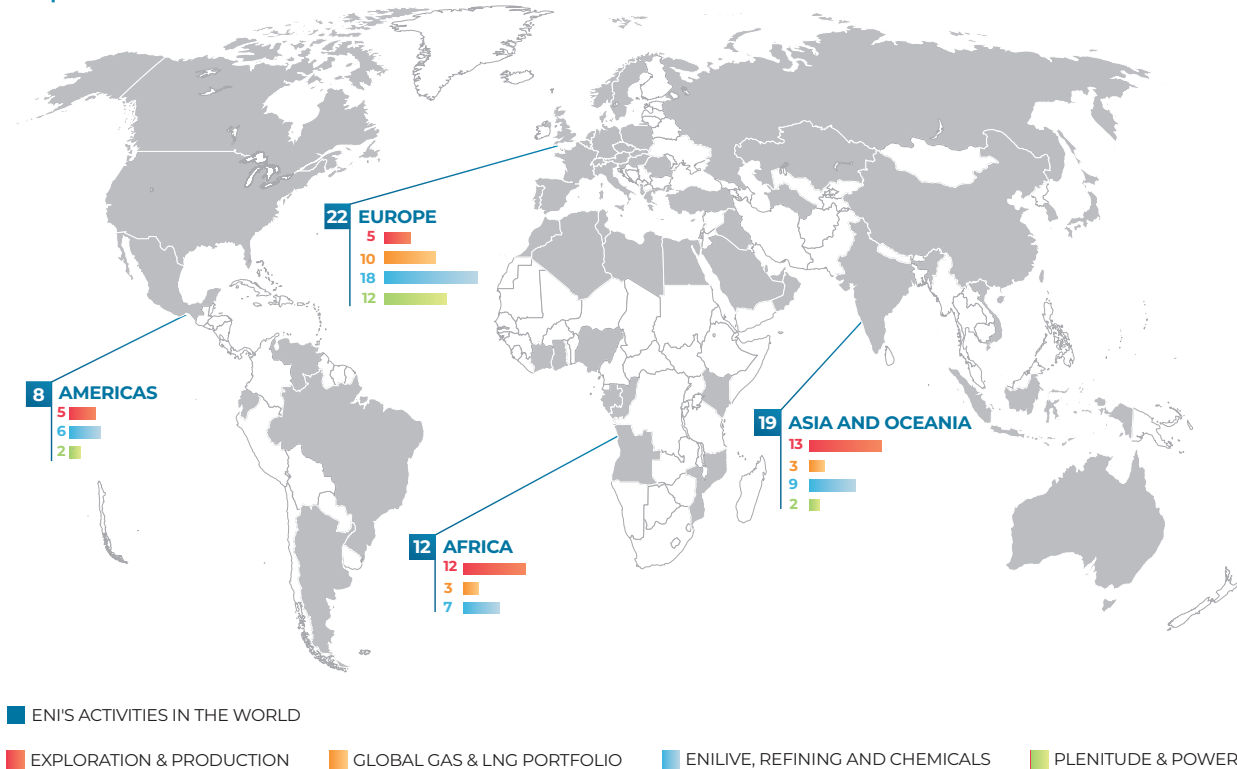 22 EUROPE
5
10
18
12
8 AMERICAS
5
6
2
19 ASIA AND OCEANIA
13
3
9
2
12 AFRICA
12
3
7
ENI'S ACTIVITIES IN THE WORLD
EXPLORATION & PRODUCTION GLOBAL GAS & LNG PORTFOLIO ENILIVE, REFINING AND CHEMICALS PLENITUDE & POWER